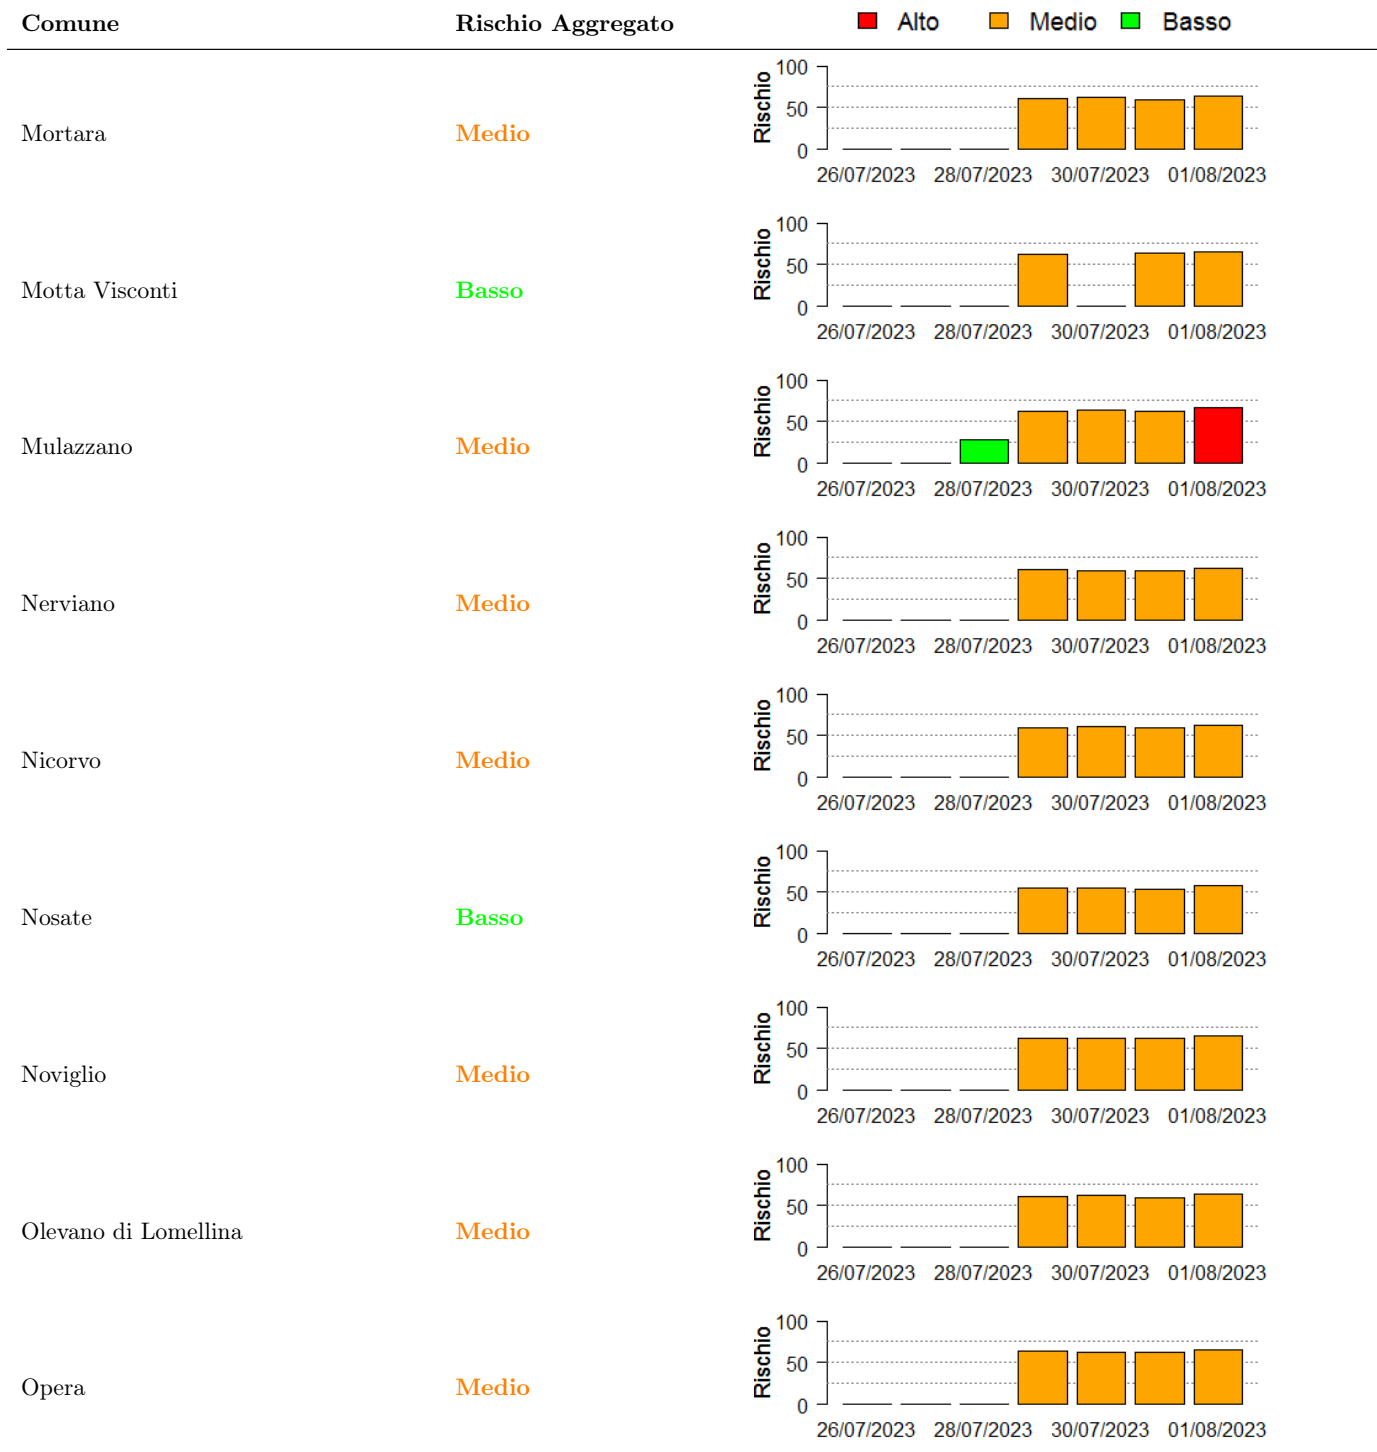 Comune Rischio Aggregato Alto Medio Basso
Mortara Medio Rischio 100 50 0
26/07/2023 28/07/2023 30/07/2023 01/08/2023
Motta Visconti Basso Rischio 100 50 0
26/07/2023 28/07/2023 30/07/2023 01/08/2023
Mulazzano Medio Rischio 100 50 0
26/07/2023 28/07/2023 30/07/2023 01/08/2023
Nerviano Medio Rischio 100 50 0
26/07/2023 28/07/2023 30/07/2023 01/08/2023
Nicorvo Medio Rischio 100 50 0
26/07/2023 28/07/2023 30/07/2023 01/08/2023
Nosate Basso Rischio 100 50 0
26/07/2023 28/07/2023 30/07/2023 01/08/2023
Noviglio Medio Rischio 100 50 0
26/07/2023 28/07/2023 30/07/2023 01/08/2023
Olevano di Lomellina Medio Rischio 100 50 0
26/07/2023 28/07/2023 30/07/2023 01/08/2023
Opera Medio Rischio 100 50 0
26/07/2023 28/07/2023 30/07/2023 01/08/2023